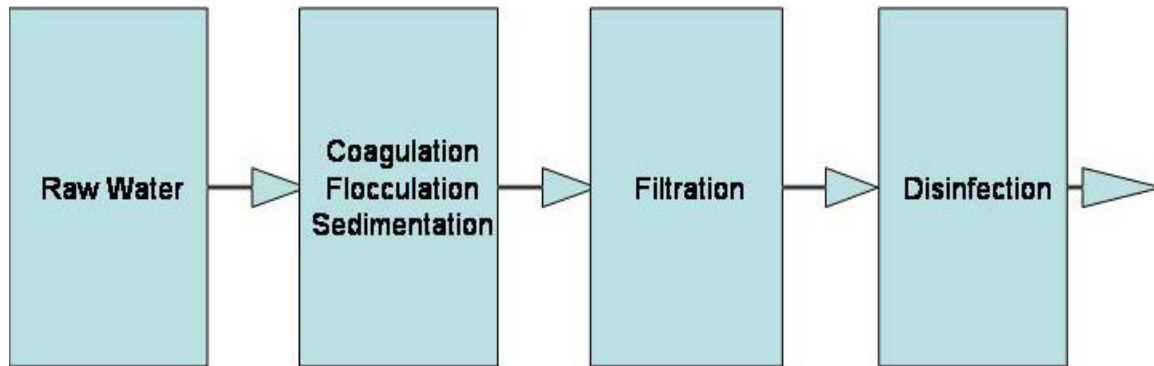 Raw Water
Coagulation
Flocculation
Sedimentation
Filtration
Disinfection